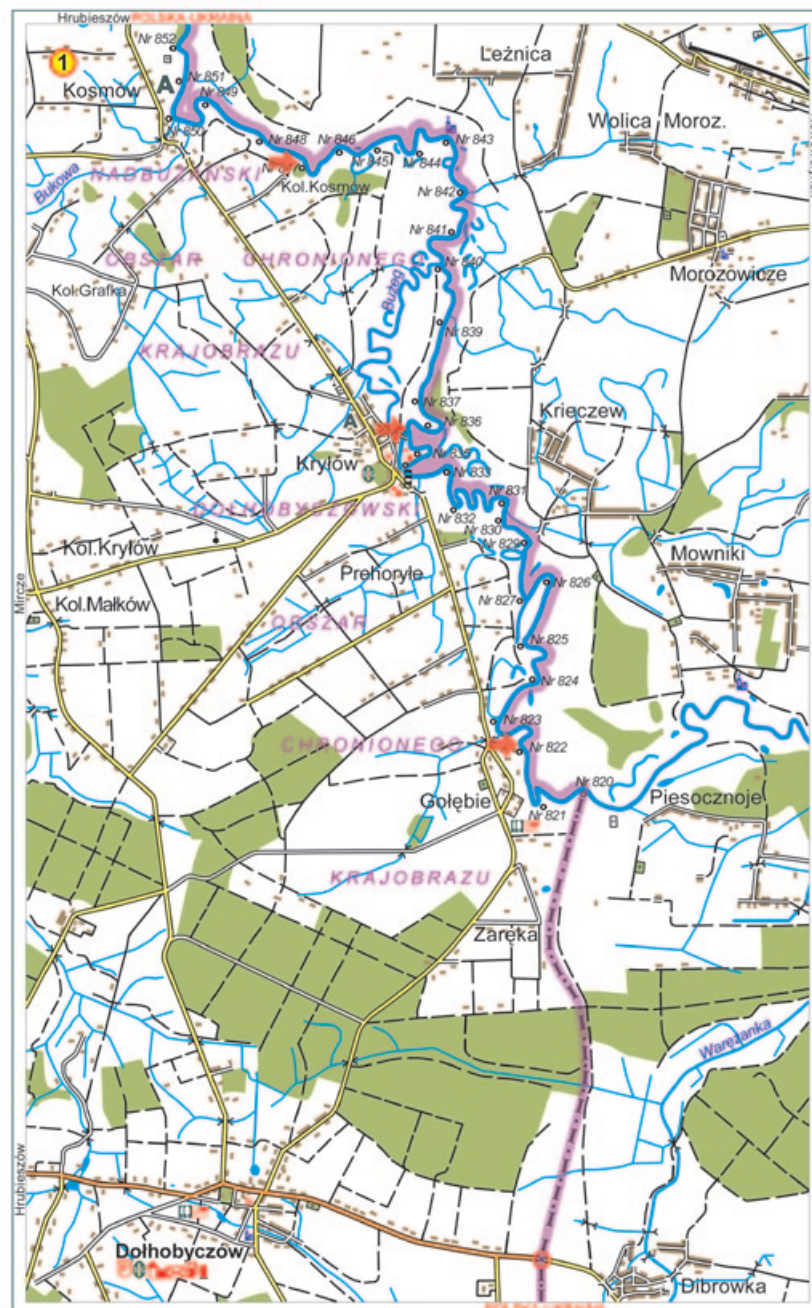 Hrubieszów POLSKA-UKRAINA
1
Nr 852
Leżnica
Nr 851
A
Kosmów
Nr 849
Nr 850
Wolica Moroz.
Nr 848
Nr 846
Nr 843
Nr 845
Nr 844
NADBUŻAŃSKI
Kol.Kosmów
Bukowa
Nr 842
Nr 841
OBSZAR CHRONIONEGO
Nr 840
Morozowicze
Kol.Grafka
Bużeg
Nr 839
KRAJOBRAZU
Nr 837
A
Nr 836
Krieczew
Nr 835
Kryłów
Nr 833
DOŁHOBYCZOWSKI
Nr 831
Nr 832
Nr 830
Kol.Kryłów
Nr 829
Mowniki
Prehoryłe
Mircze
Nr 826
Kol.Małków
Nr 827
OBSZAR
Nr 825
Nr 824
Nr 823
CHRONIONEGO
Nr 822
Nr 820
Gołębie
Nr 821
Piesocznoje
KRAJOBRAZU
Zaręka
Waręzanka
Hrubieszów
Dołhobyczów
Dibrowka
POLSKA-UKRAINA